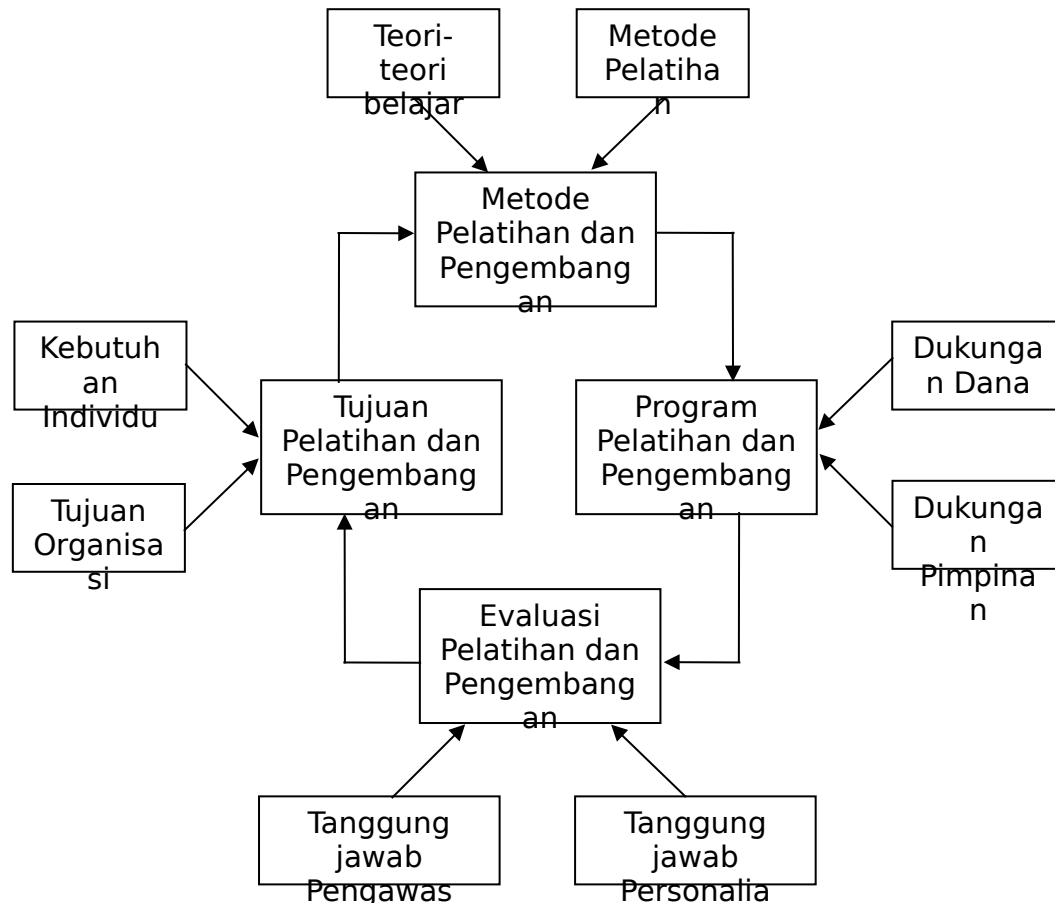 Teori-
teori
belajar
Metode
Pelatiha
n
Metode
Pelatihan dan
Pengembang
an
Kebutuh
an
Individu
Tujuan
Organisa
si
Tujuan
Pelatihan dan
Pengembang
an
Program
Pelatihan dan
Pengembang
an
Dukunga
n Dana
Dukunga
n
Pimpina
n
Evaluasi
Pelatihan dan
Pengembang
an
Tanggung
jawab
Pengawas
Tanggung
jawab
Personalia